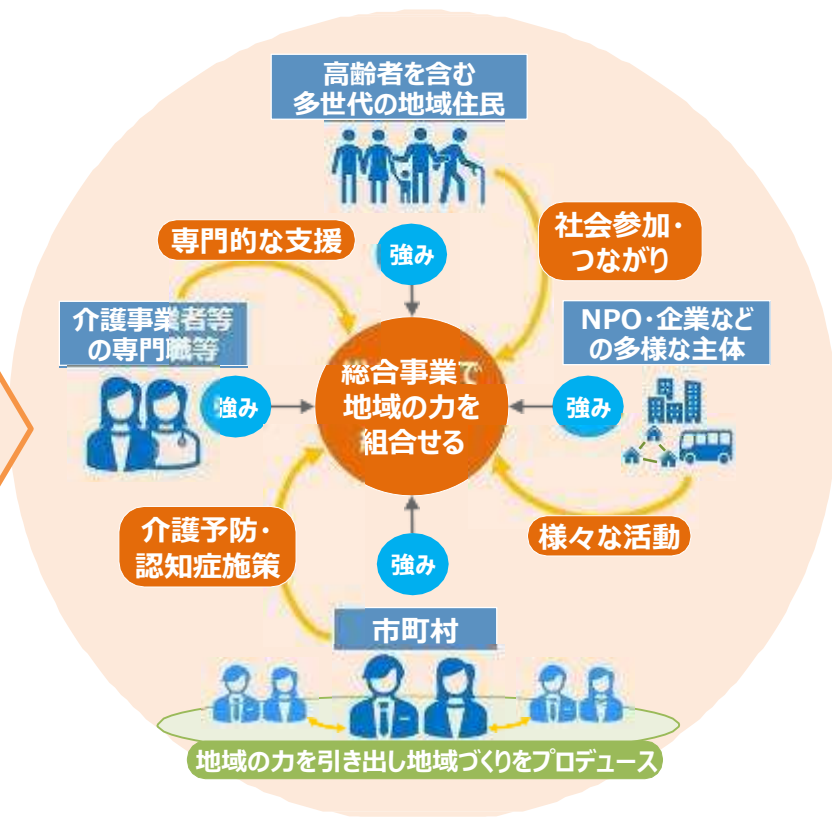 高齢者を含む
多世代の地域住民
専門的な支援
強み
社会参加・
つながり
介護事業者等
の専門職等
NPO・企業など
の多様な主体
強み
総合事業で
地域の力を
組合せる
強み
介護予防・
認知症施策
様々な活動
強み
市町村
地域の力を引き出し地域づくりをプロデュース